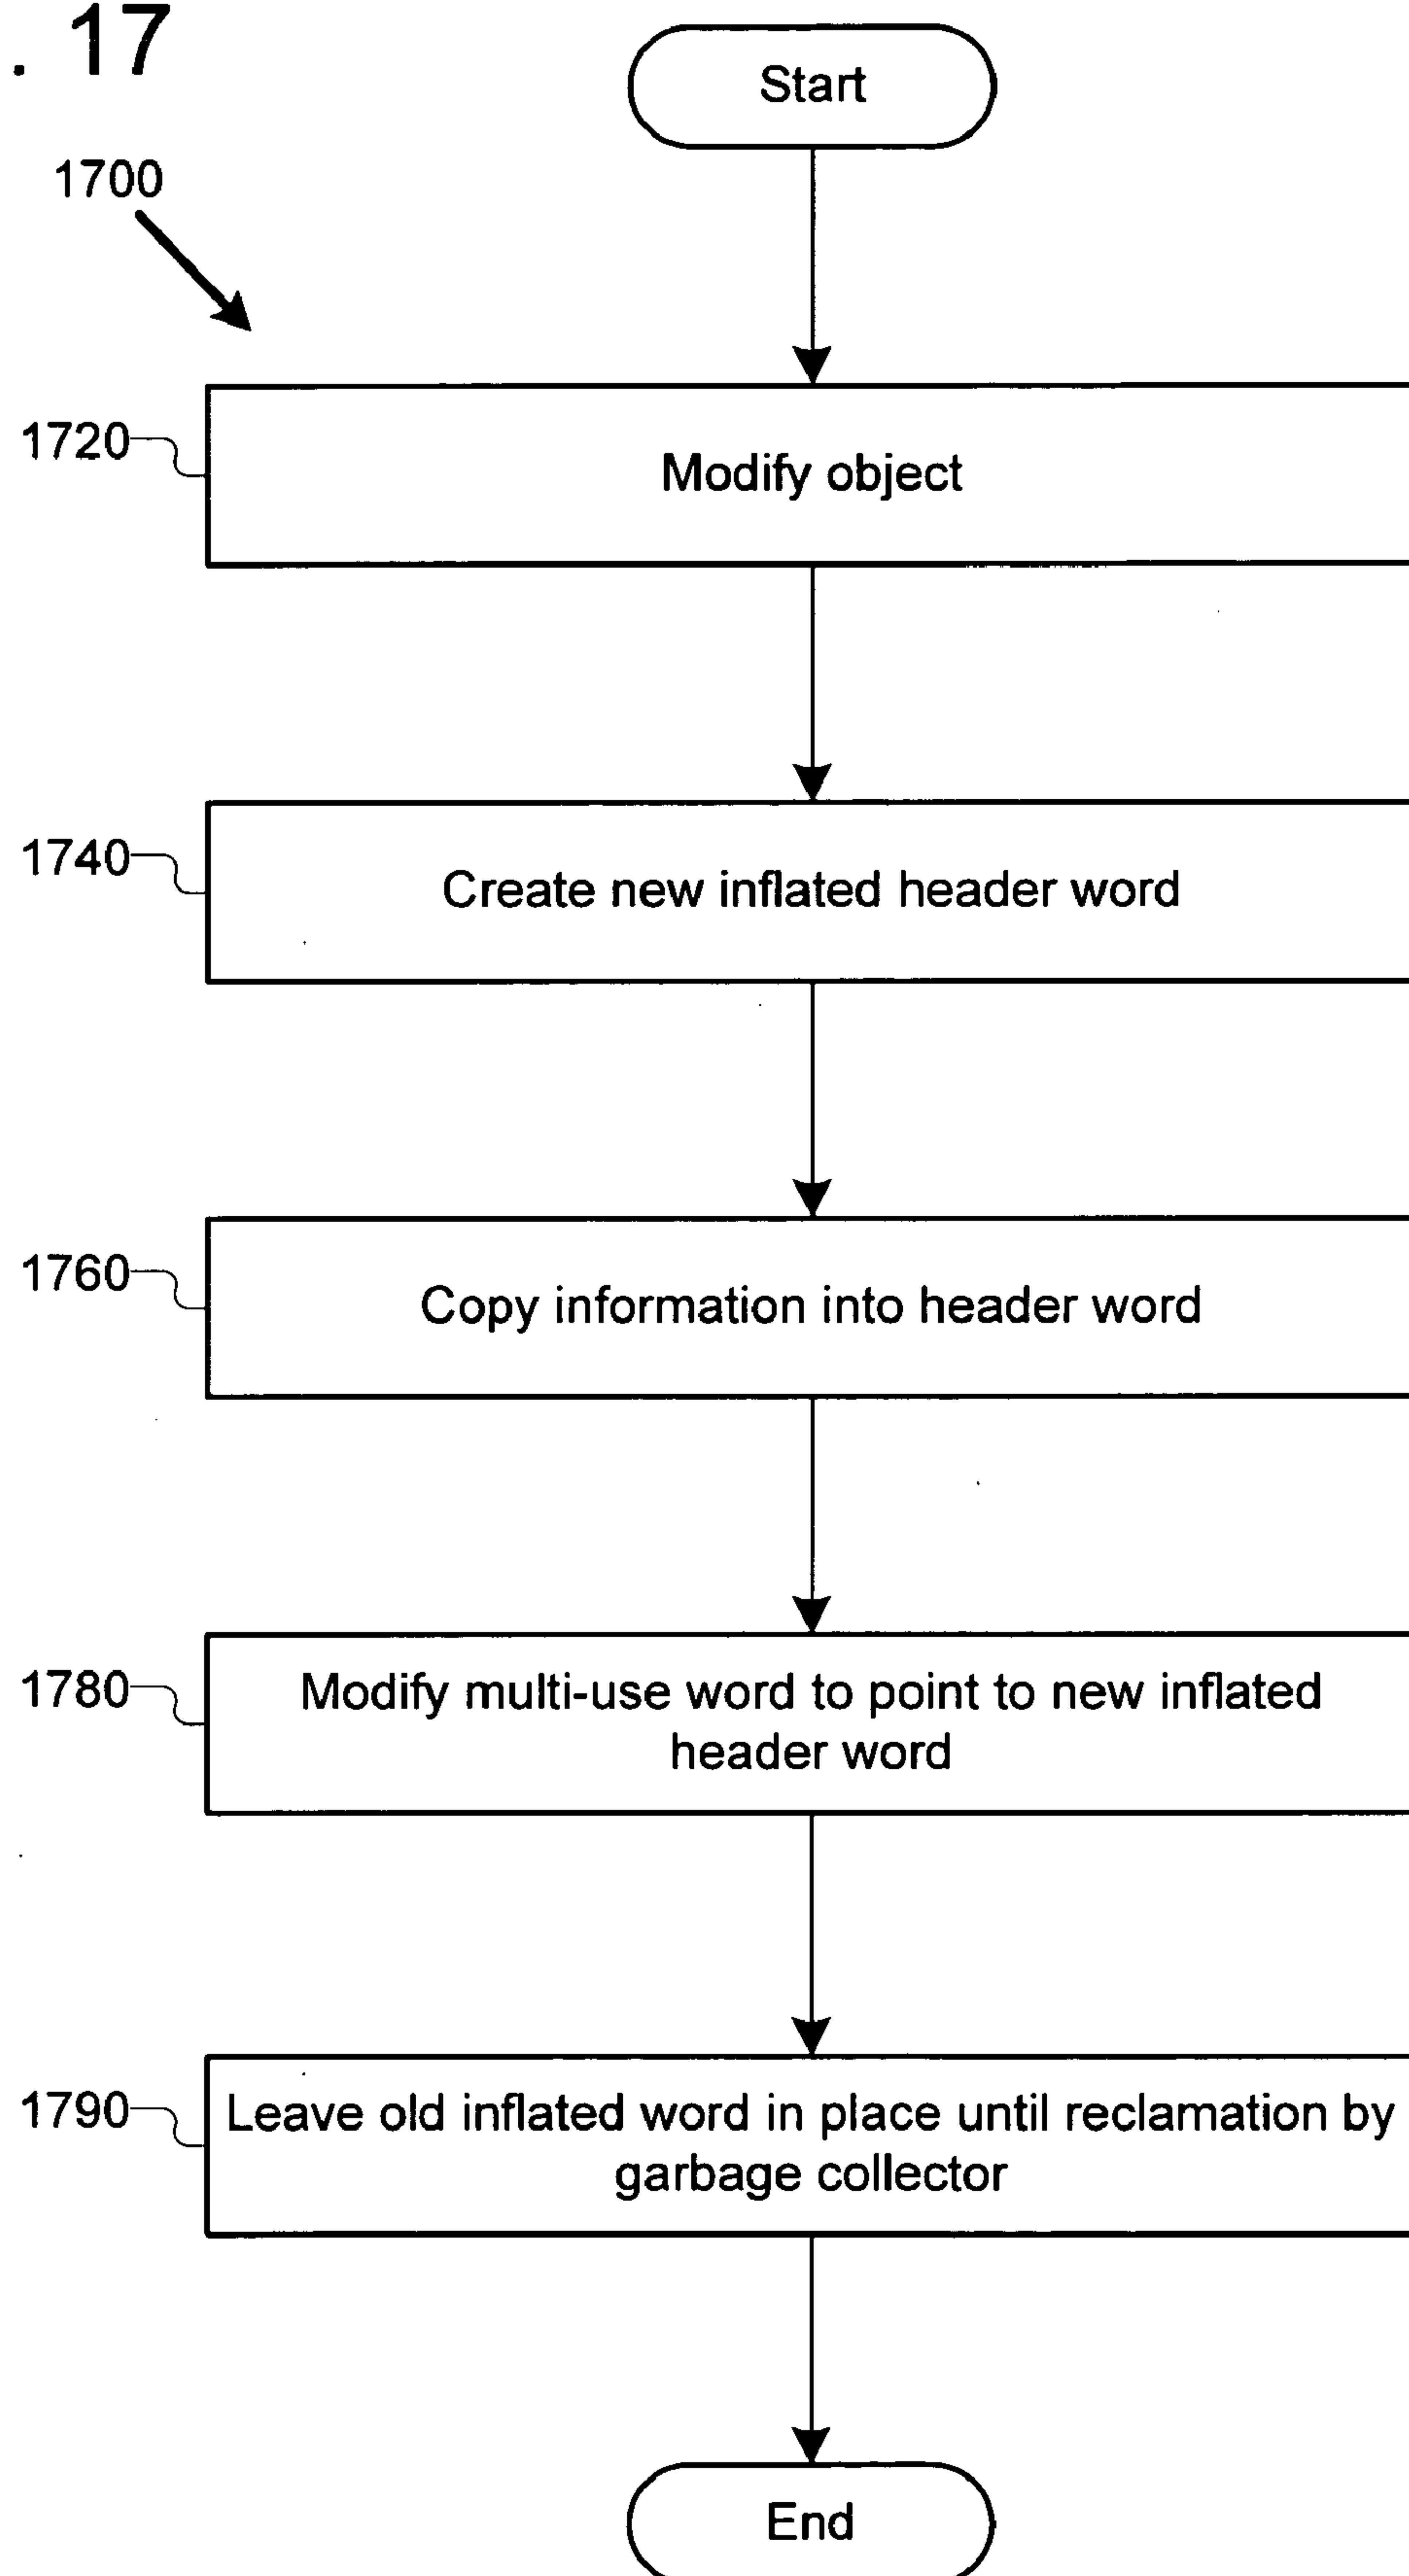 . 17
Start
1700
1720
Modify object
1740
Create new inflated header word
1760
Copy information into header word
1780
Modify multi-use word to point to new inflated
header word
1790
Leave old inflated word in place until reclamation by
garbage collector
End